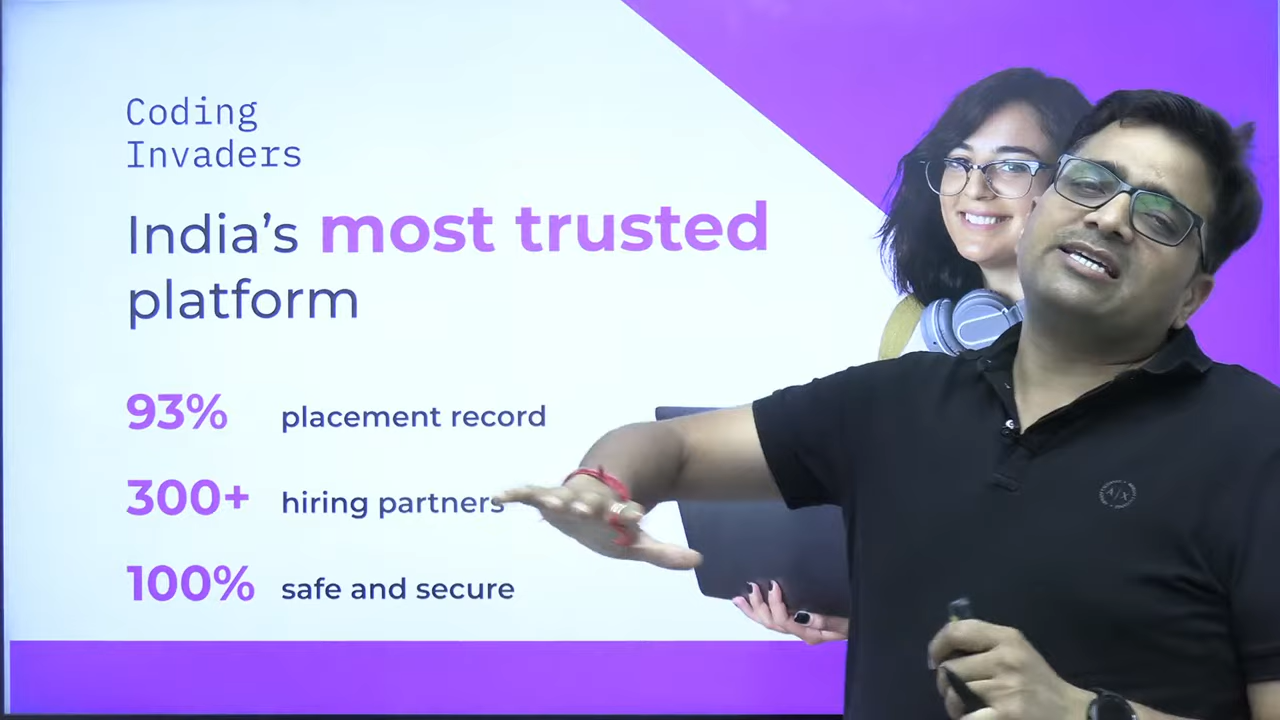 Coding
Invaders
India’s most trusted
platform
93% placement record
300+ hiring partners
100% safe and secure
A|X